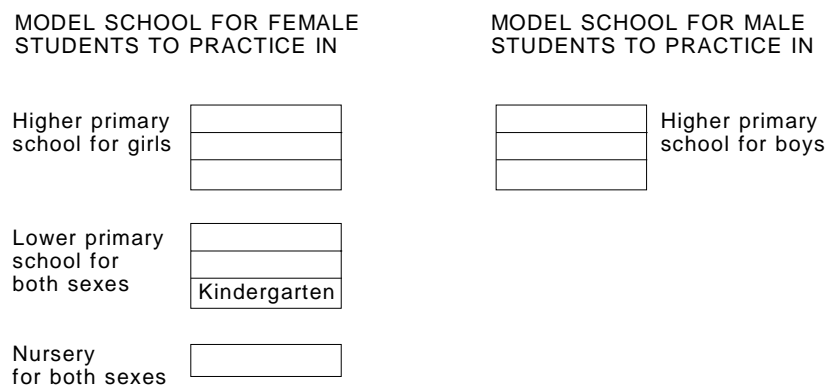 MODEL SCHOOL FOR FEMALE
STUDENTS TO PRACTICE IN
MODEL SCHOOL FOR MALE
STUDENTS TO PRACTICE IN
Higher primary
school for girls
Higher primary
school for boys
Lower primary
school for
both sexes
Kindergarten
Nursery
for both sexes